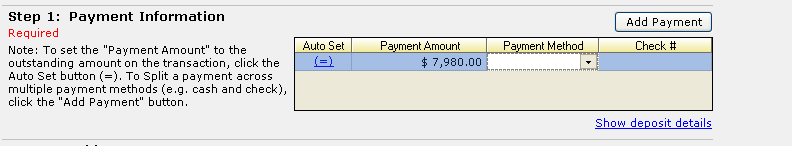 Step 1:  Payment Information
Required
Note: To set the "Payment Amount" to the
outstanding amount on the transaction, click the
Auto Set button (=). To Split a payment across
multiple payment methods (e.g. cash and check),
click the "Add Payment" button.
Add Payment
Auto Set Payment Amount Payment Method Check #
(=) $ 7,980.00
Show deposit details